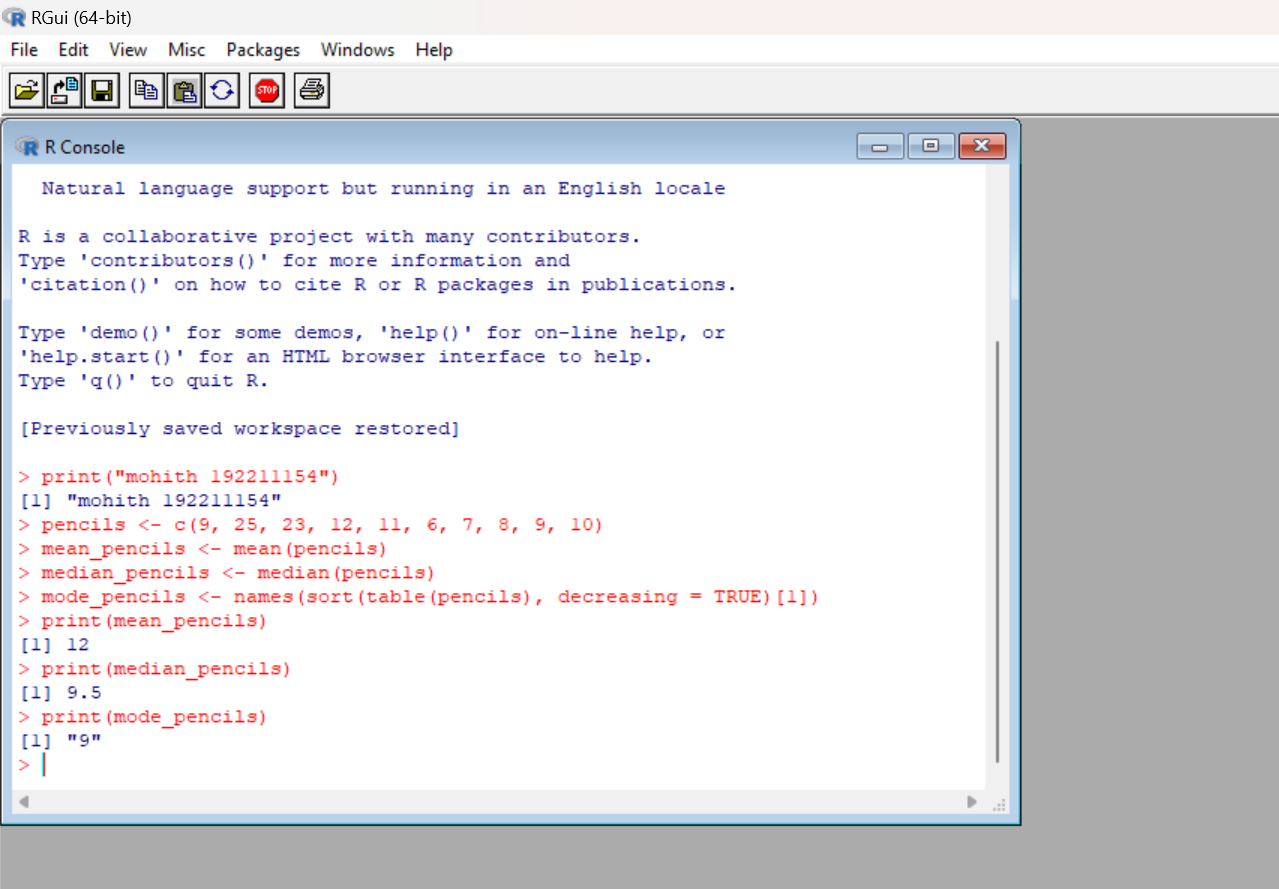 RGui (64-bit)
File Edit View Misc Packages Windows Help
STOP
R Console
Natural language support but running in an English locale
R is a collaborative project with many contributors.
Type 'contributors()' for more information and
'citation()' on how to cite R or R packages in publications.
Type 'demo()' for some demos, 'help()' for on-line help, or
'help.start()' for an HTML browser interface to help.
Type 'q()' to quit R.
[Previously saved workspace restored]
> print("mohith 192211154")
[1] "mohith 192211154"
> pencils <- c(9, 25, 23, 12, 11, 6, 7, 8, 9, 10)
> mean_pencils <- mean(pencils)
> median_pencils <- median(pencils)
> mode_pencils <- names(sort(table(pencils), decreasing = TRUE)[1])
> print(mean_pencils)
[1] 12
> print(median_pencils)
[1] 9.5
> print(mode_pencils)
[1] "9"
>